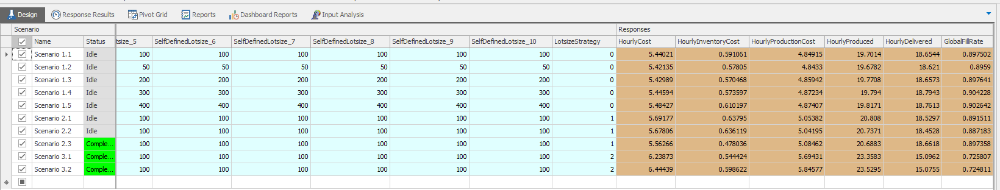 Design Response Results Pivot Grid Reports Dashboard Reports Input Analysis
Scenario Responses
Name Status tsize_5 SelfDefinedLotsize_6 SelfDefinedLotsize_7 SelfDefinedLotsize_8 SelfDefinedLotsize_9 SelfDefinedLotsize_10 LotsizeStrategy HourlyCost HourlyInventoryCost HourlyProductionCost HourlyProduced HourlyDelivered GlobalFillRate
Scenario 1.1 Idle 100 100 100 100 100 100 0 5.44021 0.591061 4.84915 19.7014 18.6544 0.897502
Scenario 1.2 Idle 50 50 50 50 50 50 0 5.42135 0.57805 4.8433 19.6782 18.621 0.8959
Scenario 1.3 Idle 200 200 200 200 200 200 0 5.42989 0.570468 4.85942 19.7708 18.6573 0.897641
Scenario 1.4 Idle 300 300 300 300 300 300 0 5.44594 0.573597 4.87234 19.794 18.7943 0.904228
Scenario 1.5 Idle 400 400 400 400 400 400 0 5.48427 0.610197 4.87407 19.8171 18.7613 0.902642
Scenario 2.1 Idle 100 100 100 100 100 100 1 5.69177 0.63795 5.05382 20.808 18.5297 0.891511
Scenario 2.2 Idle 100 100 100 100 100 100 1 5.67806 0.636119 5.04195 20.7371 18.4528 0.887183
Scenario 2.3 Comple... 100 100 100 100 100 100 1 5.56266 0.478036 5.08462 20.6883 18.6618 0.897358
Scenario 3.1 Comple... 100 100 100 100 100 100 2 6.23873 0.544424 5.69431 23.3583 15.0962 0.725807
Scenario 3.2 Comple... 100 100 100 100 100 100 2 6.44439 0.598622 5.84577 23.5295 15.0755 0.724811